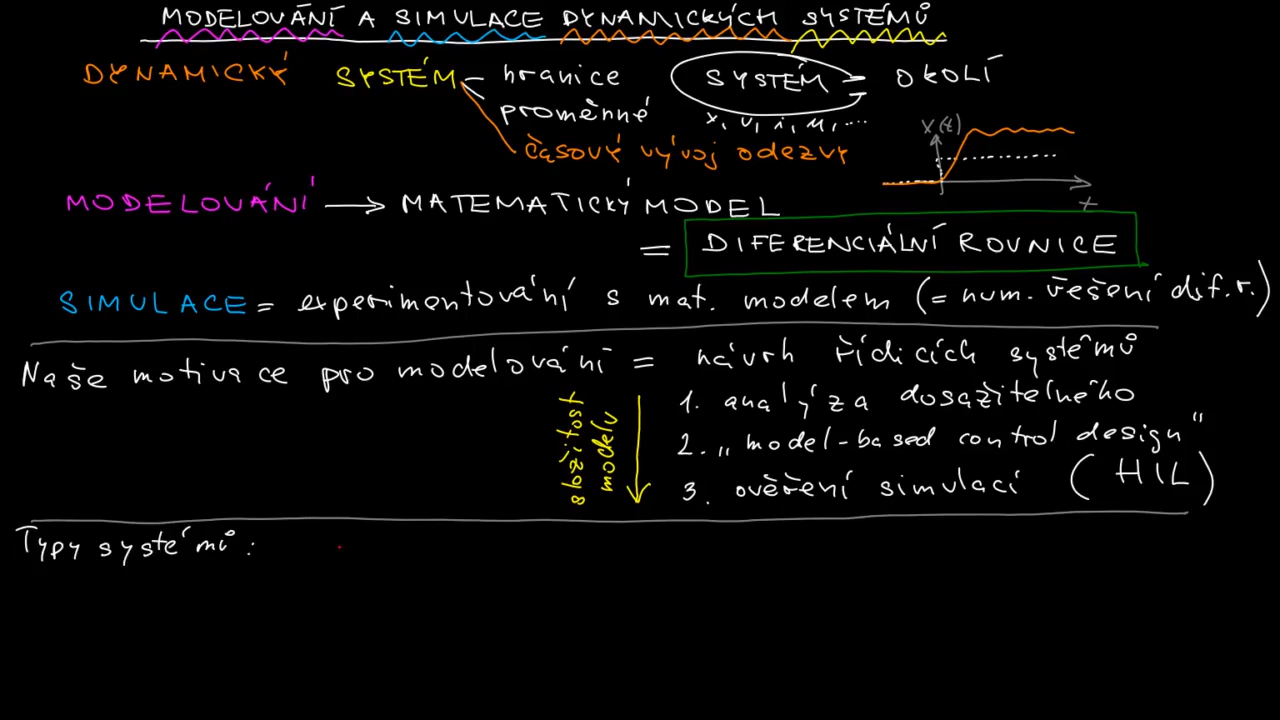 MODELOVÁNÍ A SIMULACE DYNAMICKÝCH SYSTÉMŮ
DYNAMICKÝ SYSTÉM hranice SYSTÉM OKOLÍ
proměnné x, v, i, u, ...
časový vývoj odezvy x(t)
t
MODELOVÁNÍ → MATEMATICKÝ MODEL
= DIFERENCIÁLNÍ ROVNICE
SIMULACE = experimentování s mat. modelem (= num. řešení dif. r.)
Naše motivace pro modelování = návrh řídicích systémů
složitost modelu
1. analýza dosažitelného
2. „model-based control design“
3. ověření simulací (HIL)
Typy systémů: